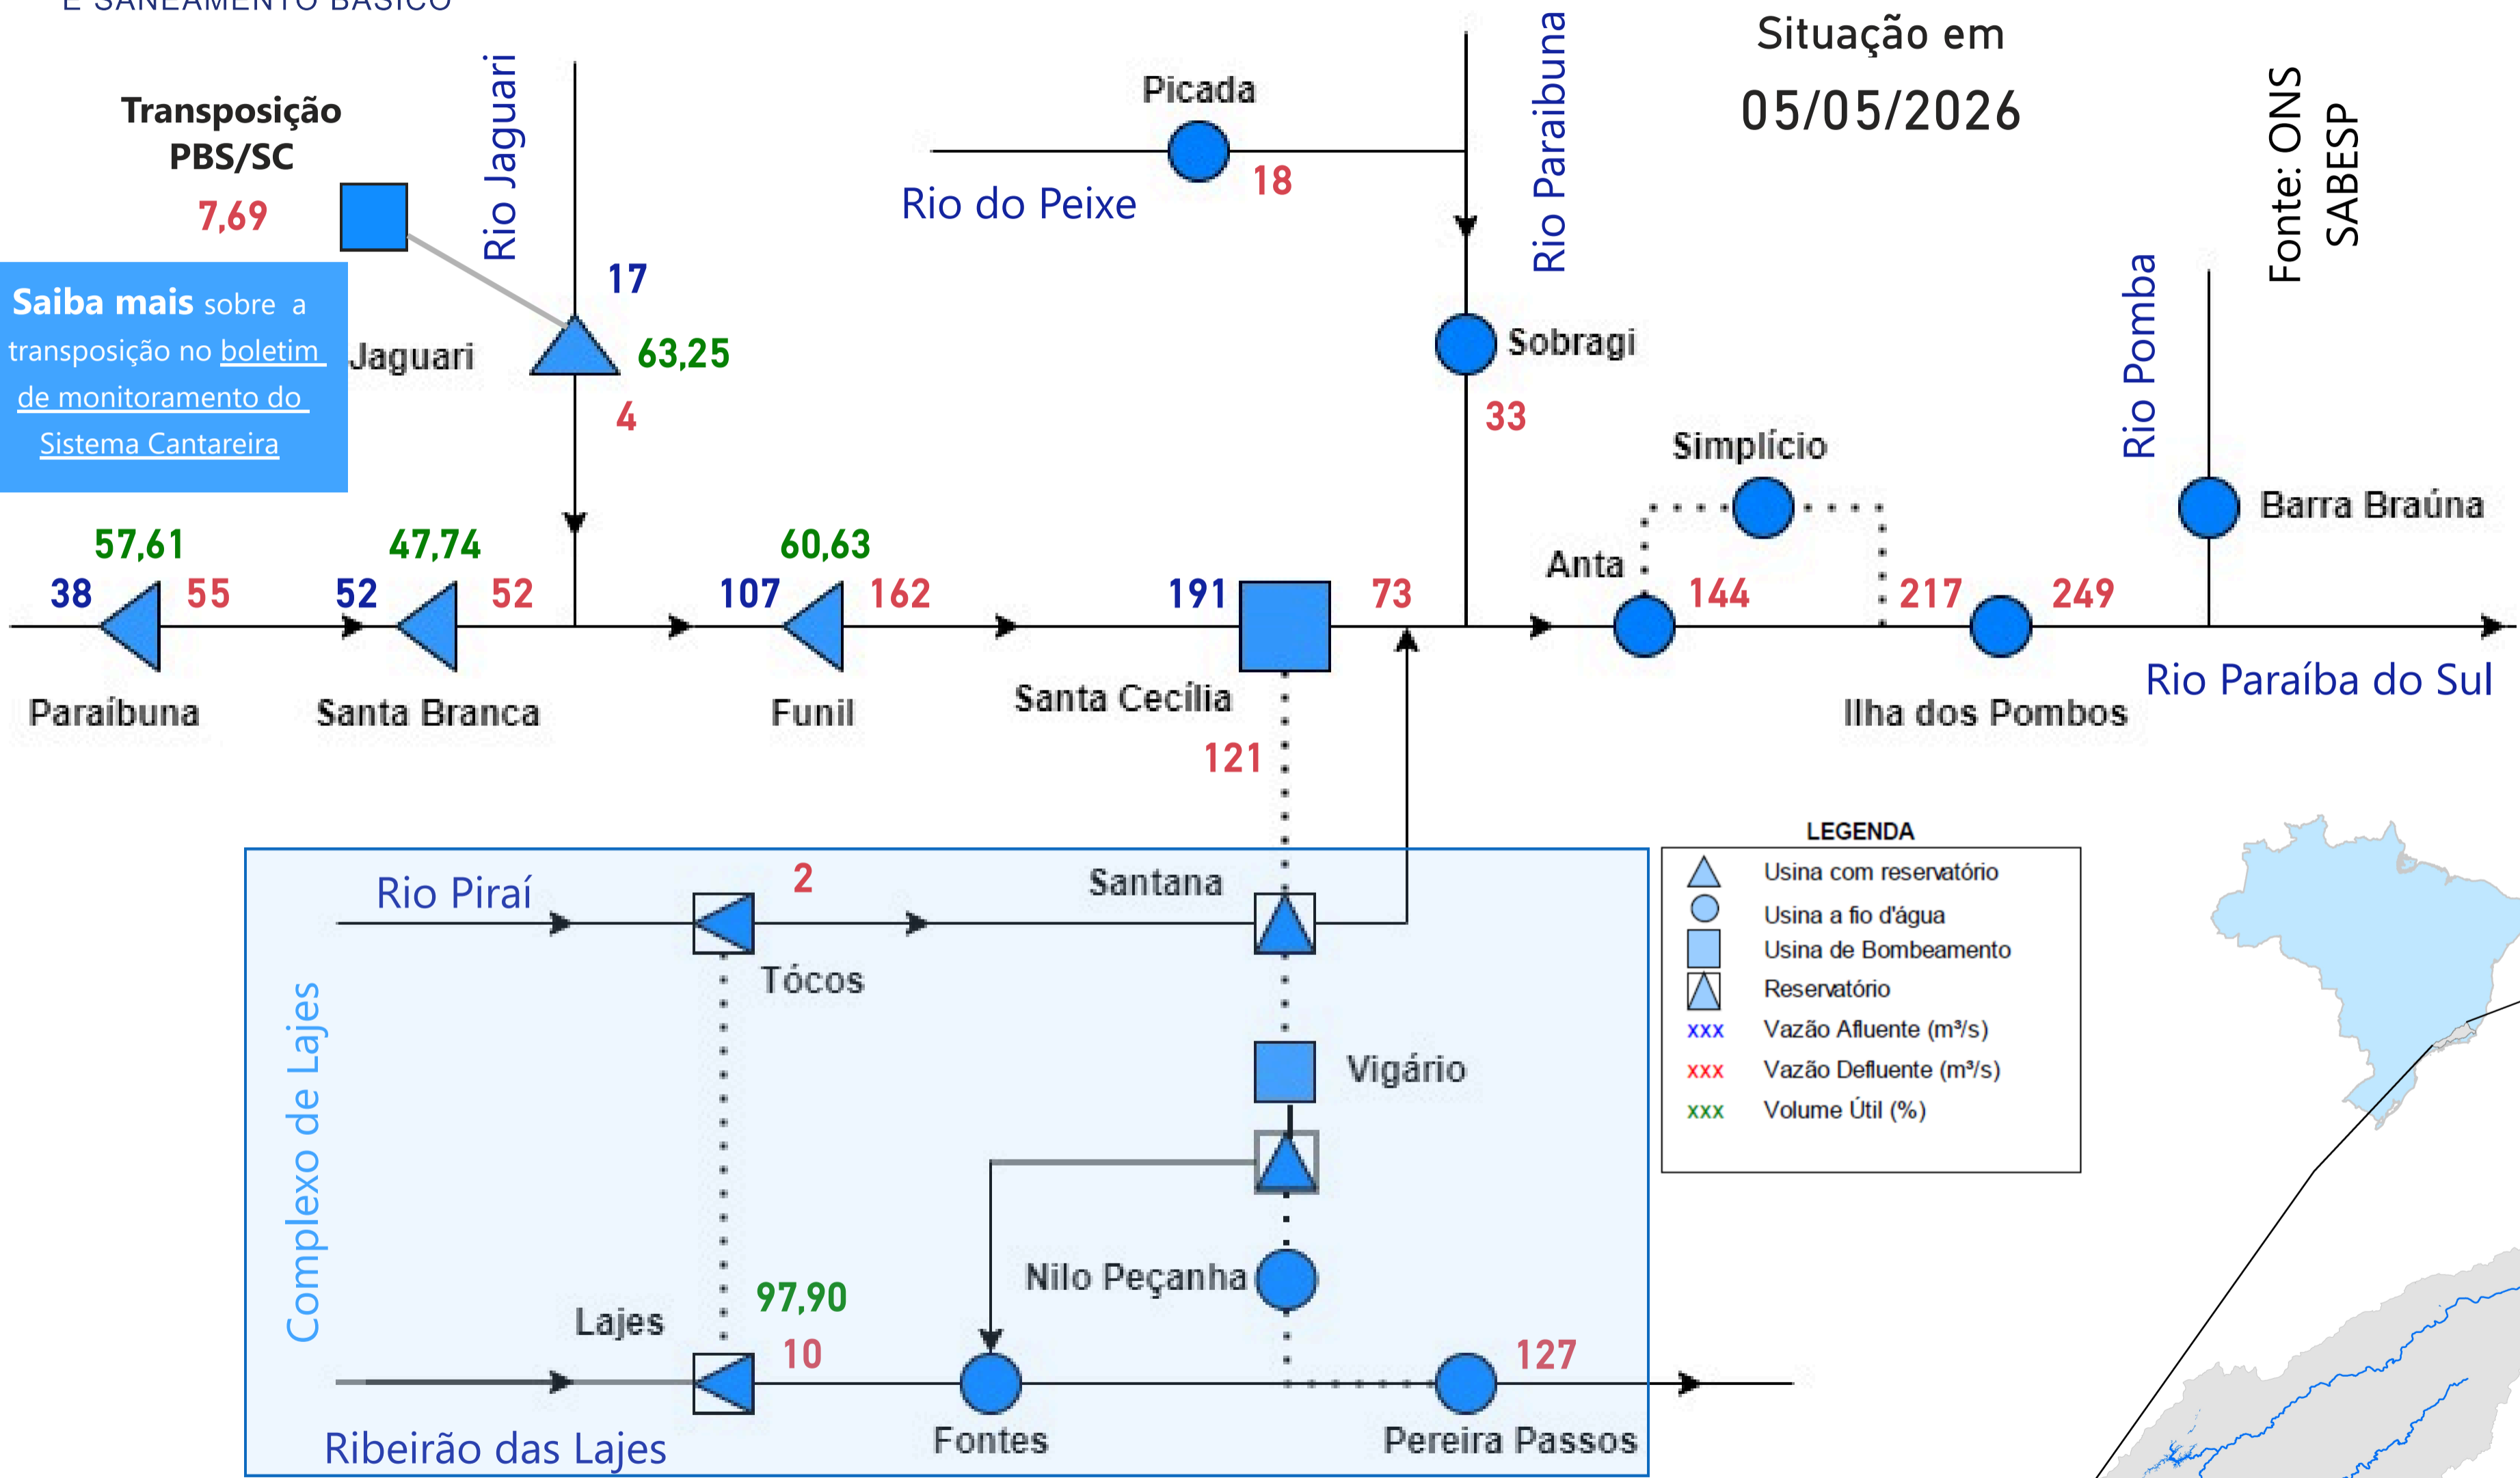 E SANEAMENTO BÁSICO
Situação em
05/05/2026
Fonte: ONS
SABESP
Transposição
PBS/SC
7,69
Rio Jaguari
17
Jaguari
63,25
4
Saiba mais sobre a
transposição no boletim
de monitoramento do
Sistema Cantareira
Picada
18
Rio do Peixe
Rio Paraibuna
Sobragi
33
Simplício
Rio Pomba
Barra Braúna
Anta
57,61
47,74
60,63
38
55
52
52
107
162
191
73
144
217
249
Paraíbuna
Santa Branca
Funil
Santa Cecília
Ilha dos Pombos
Rio Paraíba do Sul
121
Complexo de Lajes
Rio Piraí
2
Santana
Tócos
Vigário
Nilo Peçanha
97,90
Lajes
10
127
Fontes
Pereira Passos
Ribeirão das Lajes
LEGENDA
Usina com reservatório
Usina a fio d'água
Usina de Bombeamento
Reservatório
xxx Vazão Afluente (m³/s)
xxx Vazão Defluente (m³/s)
xxx Volume Útil (%)